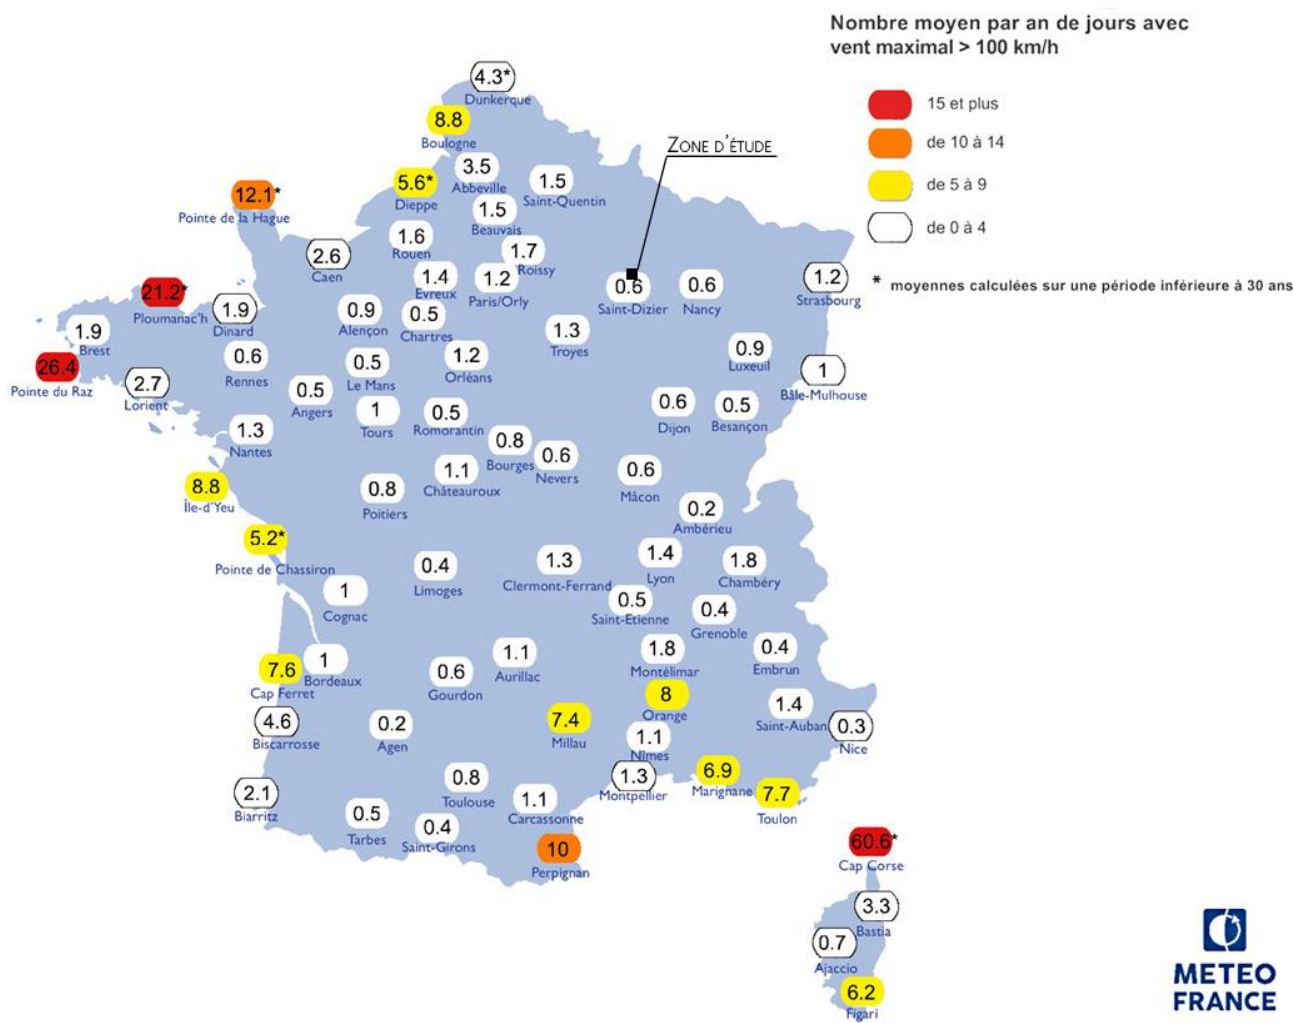 Nombre moyen par an de jours avec
vent maximal > 100 km/h
15 et plus
de 10 à 14
de 5 à 9
de 0 à 4
* moyennes calculées sur une période inférieure à 30 ans
ZONE D'ÉTUDE
4.3*
Dunkerque
8.8
Boulogne
3.5
Abbeville
5.6*
Dieppe
1.5
Saint-Quentin
12.1*
Pointe de la Hague
1.5
Beauvais
1.6
Rouen
1.7
Roissy
2.6
Caen
1.4
Evreux
1.2
Paris/Orly
0.6
Saint-Dizier
0.6
Nancy
1.2
Strasbourg
21.2*
Ploumanac'h
1.9
Dinard
0.9
Alençon
0.5
Chartres
1.9
Brest
1.3
Troyes
0.9
Luxeuil
26.4
Pointe du Raz
0.6
Rennes
0.5
Le Mans
1.2
Orléans
1
Bâle-Mulhouse
2.7
Lorient
0.5
Angers
1
Tours
0.5
Romorantin
0.6
Dijon
0.5
Besançon
1.3
Nantes
0.8
Bourges
0.6
Nevers
1.1
Châteauroux
0.6
Mâcon
8.8
Île-d'Yeu
0.8
Poitiers
0.2
Ambérieu
5.2*
Pointe de Chassiron
0.4
Limoges
1.3
Clermont-Ferrand
1.4
Lyon
1.8
Chambéry
1
Cognac
0.5
Saint-Etienne
0.4
Grenoble
7.6
Cap Ferret
1
Bordeaux
0.6
Gourdon
1.1
Aurillac
1.8
Montélimar
0.4
Embrun
8
Orange
4.6
Biscarrosse
0.2
Agen
7.4
Millau
1.1
Nîmes
1.4
Saint-Auban
0.3
Nice
2.1
Biarritz
0.8
Toulouse
1.3
Montpellier
6.9
Marignane
7.7
Toulon
0.5
Tarbes
0.4
Saint-Girons
1.1
Carcassonne
10
Perpignan
60.6*
Cap Corse
3.3
Bastia
0.7
Ajaccio
6.2
Figari
METEO
FRANCE